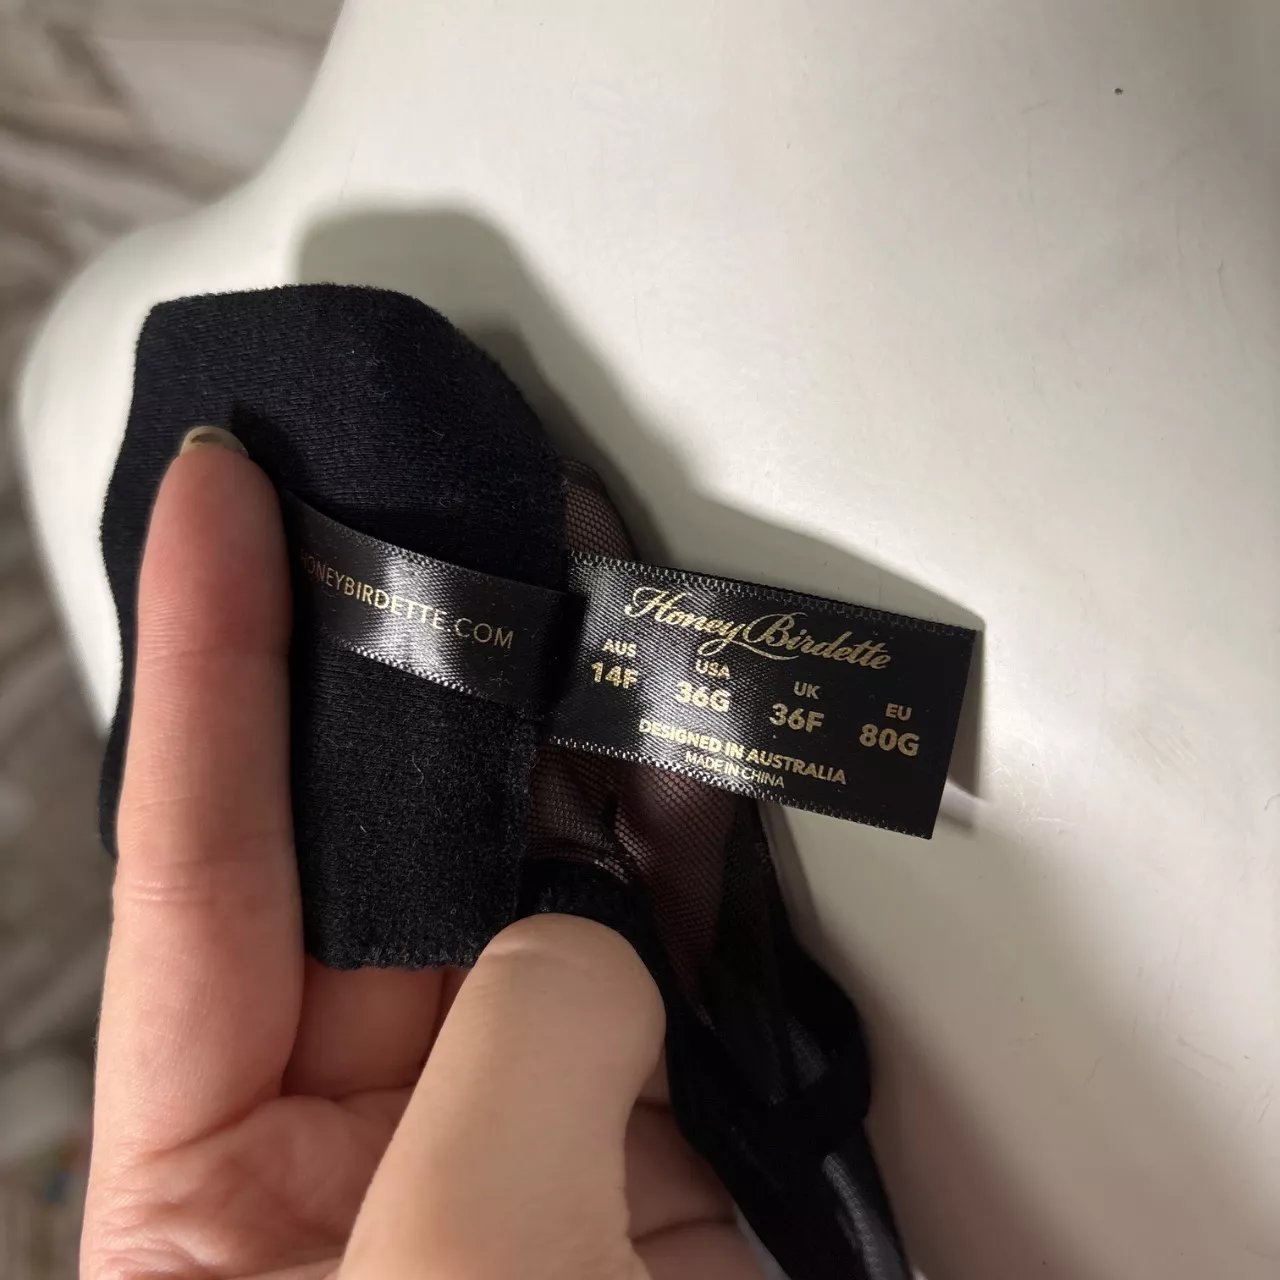 HONEYBIRDETTE.COM
Honey Birdette
AUS USA UK EU
14F 36G 36F 80G
DESIGNED IN AUSTRALIA
MADE IN CHINA